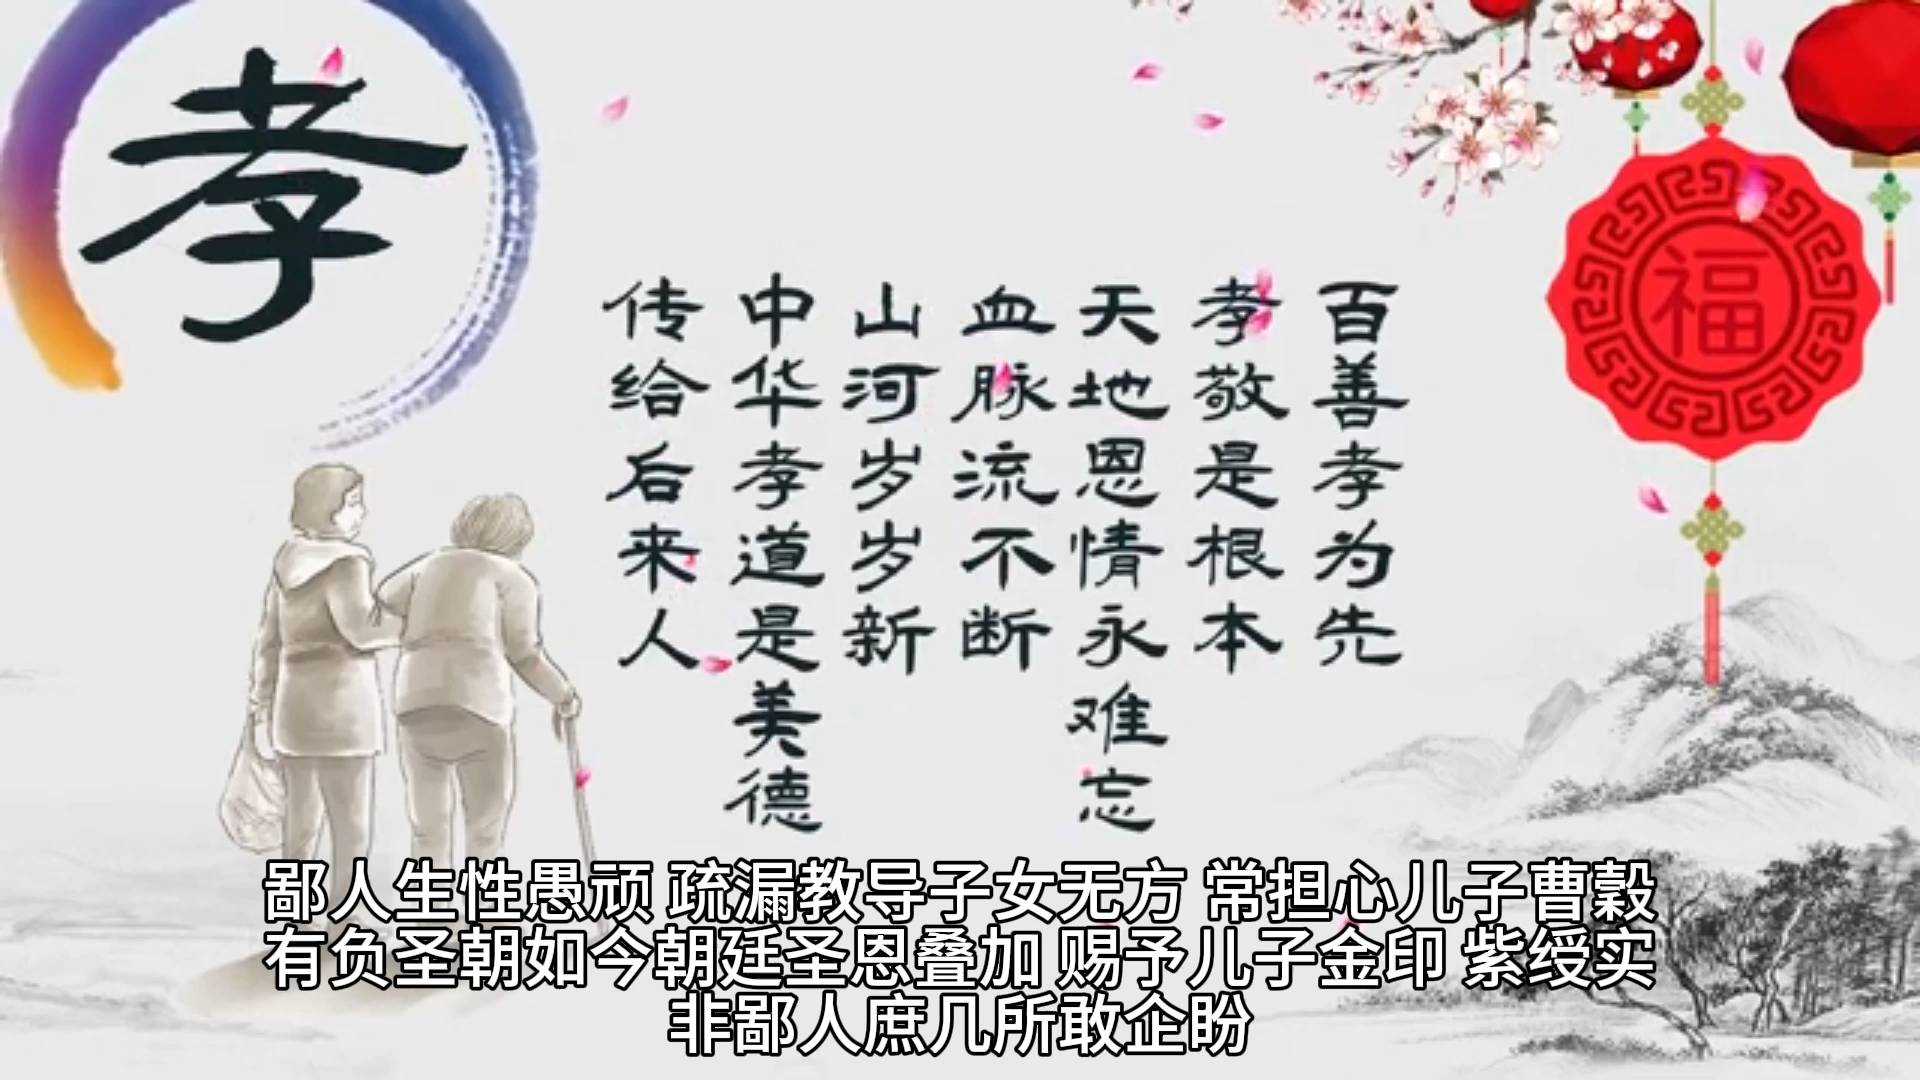 孝
百善孝为先
孝敬是根本
天地恩情永难忘
血脉流不断
山河岁岁新
中华孝道是美德
传给后来人
福
鄙人生性愚顽 疏漏教导子女无方 常担心儿子曹穀
有负圣朝如今朝廷圣恩叠加 赐予儿子金印 紫绶实
非鄙人庶几所敢企盼